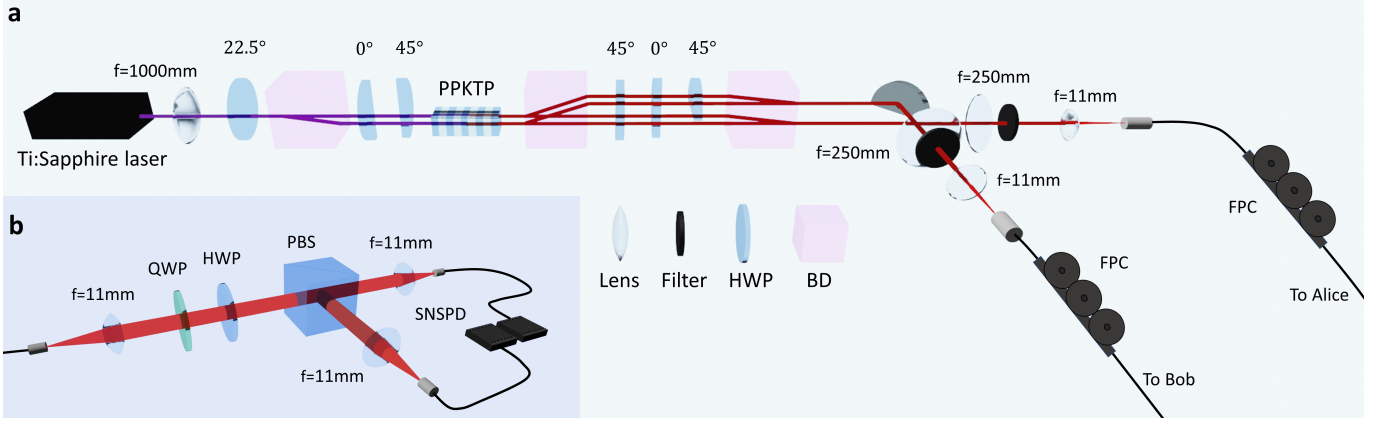 a
f=1000mm
22.5°
0°
45°
PPKTP
45°
0°
45°
f=250mm
f=11mm
Ti:Sapphire laser
f=250mm
f=11mm
FPC
FPC
To Alice
To Bob
b
QWP
HWP
PBS
f=11mm
f=11mm
SNSPD
f=11mm
Lens
Filter
HWP
BD